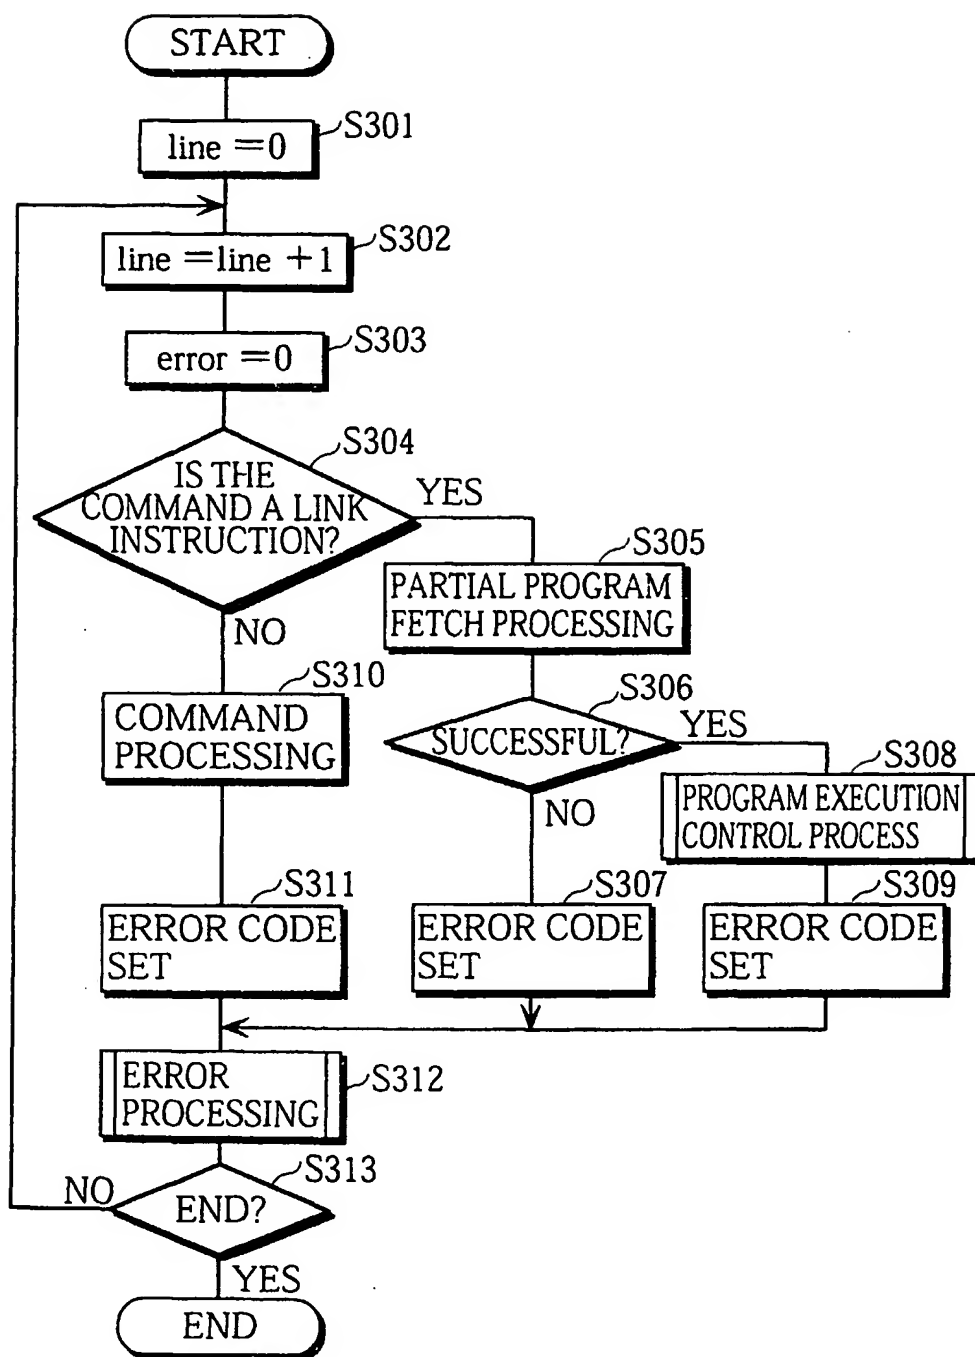 START
S301
line =0
S302
line =line +1
S303
error =0
S304
IS THE
COMMAND A LINK
INSTRUCTION?
YES
S305
PARTIAL PROGRAM
FETCH PROCESSING
NO
S310
COMMAND
PROCESSING
S306
SUCCESSFUL?
YES
S308
PROGRAM EXECUTION
CONTROL PROCESS
NO
S311
ERROR CODE
SET
S307
ERROR CODE
SET
S309
ERROR CODE
SET
S312
ERROR
PROCESSING
S313
END?
NO
YES
END